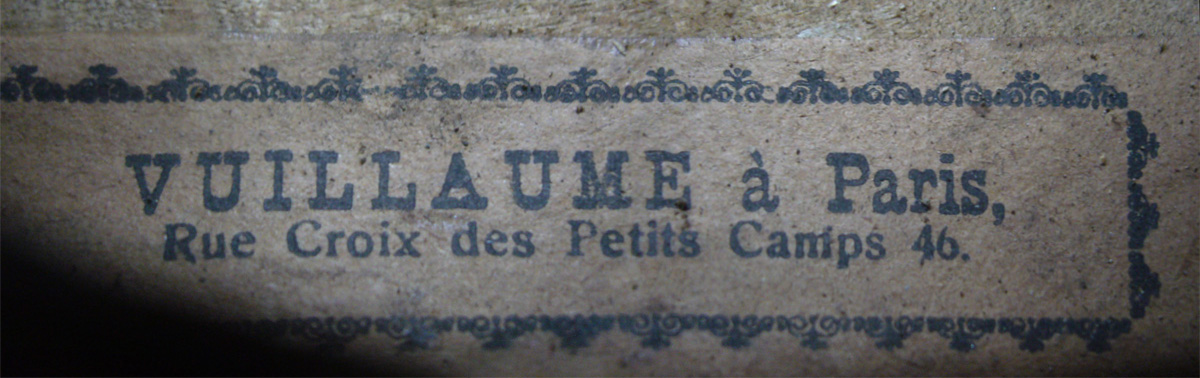 VUILLAUME à Paris,
Rue Croix des Petits Camps 46.